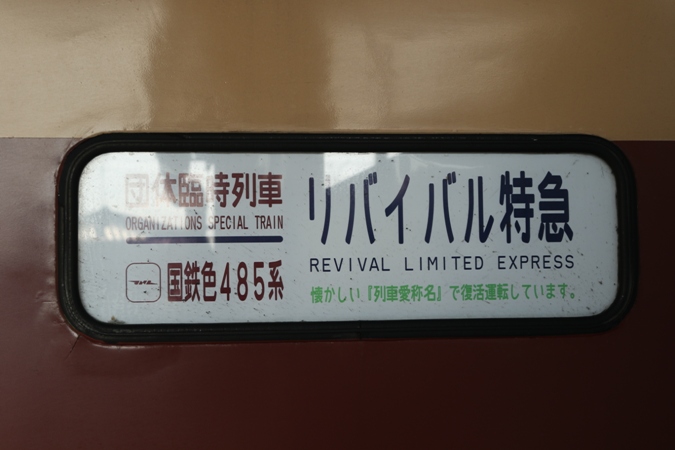 団体臨時列車
ORGANIZATIONS SPECIAL TRAIN
国鉄色485系
リバイバル特急
REVIVAL LIMITED EXPRESS
懐かしい『列車愛称名』で復活運転しています。